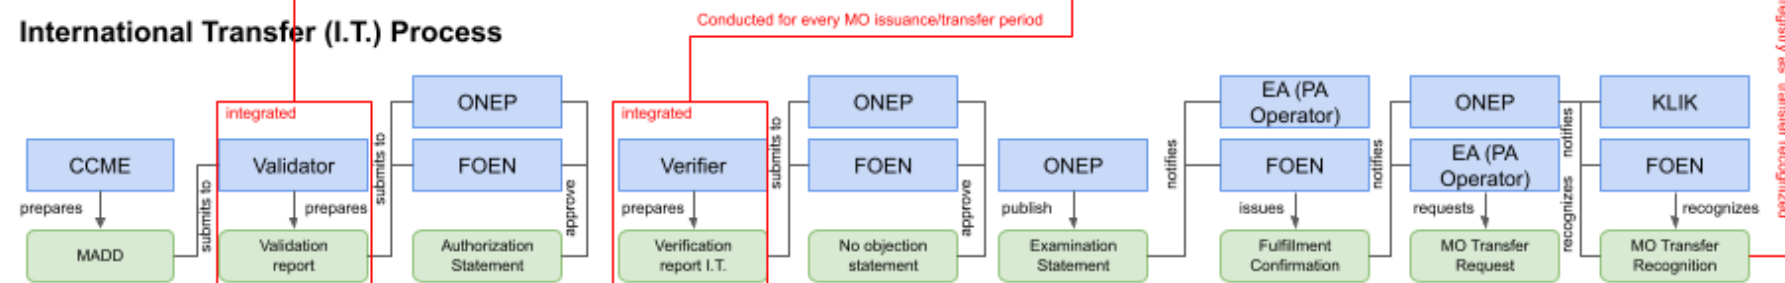 Conducted for every MO issuance/transfer period
International Transfer (I.T.) Process
integrated
integrated
ONEP
ONEP
EA (PA
Operator)
ONEP
KLIK
CCME
Validator
FOEN
Verifier
FOEN
ONEP
FOEN
EA (PA
Operator)
FOEN
prepares
submits to
prepares
submits to
approve
prepares
submits to
approve
publish
notifies
issues
notifies
requests
notifies
recognizes
recognizes
MADD
Validation
report
Authorization
Statement
Verification
report I.T.
No objection
statement
Examination
Statement
Fulfillment
Confirmation
MO Transfer
Request
MO Transfer
Recognition
as transfer recognized